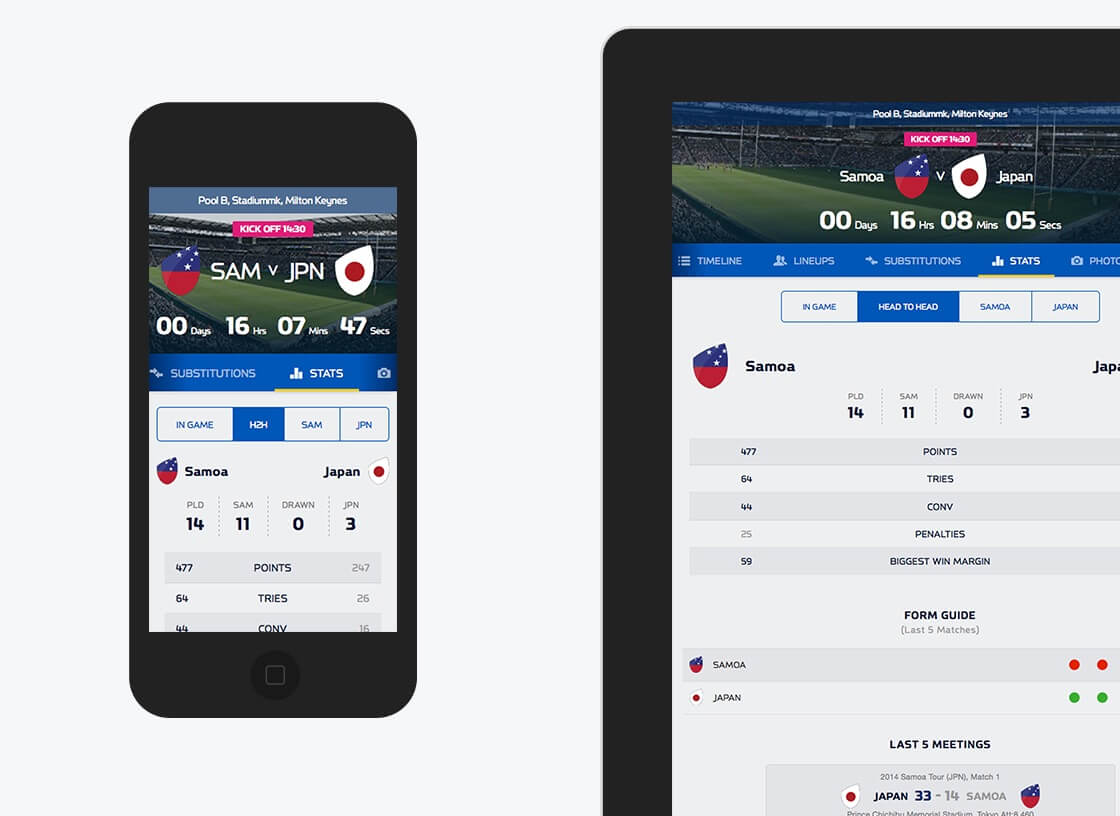 Pool B, Stadiummk, Milton Keynes
KICK OFF 14:30
SAM v JPN
00 Days 16 Hrs 07 Mins 47 Secs
SUBSTITUTIONS STATS
IN GAME H2H SAM JPN
Samoa Japan
PLD SAM DRAWN JPN
14 11 0 3
477 POINTS 247
64 TRIES 26
44 CONV 16
Pool B, Stadiummk, Milton Keynes
KICK OFF 14:30
Samoa v Japan
00 Days 16 Hrs 08 Mins 05 Secs
TIMELINE LINEUPS SUBSTITUTIONS STATS PHOTO
IN GAME HEAD TO HEAD SAMOA JAPAN
Samoa Japa
PLD SAM DRAWN JPN
14 11 0 3
477 POINTS
64 TRIES
44 CONV
25 PENALTIES
59 BIGGEST WIN MARGIN
FORM GUIDE
(Last 5 Matches)
SAMOA
JAPAN
LAST 5 MEETINGS
2014 Samoa Tour (JPN), Match 1
JAPAN 33 - 14 SAMOA
Prince Chichibu Memorial Stadium, Tokyo Att:8,460